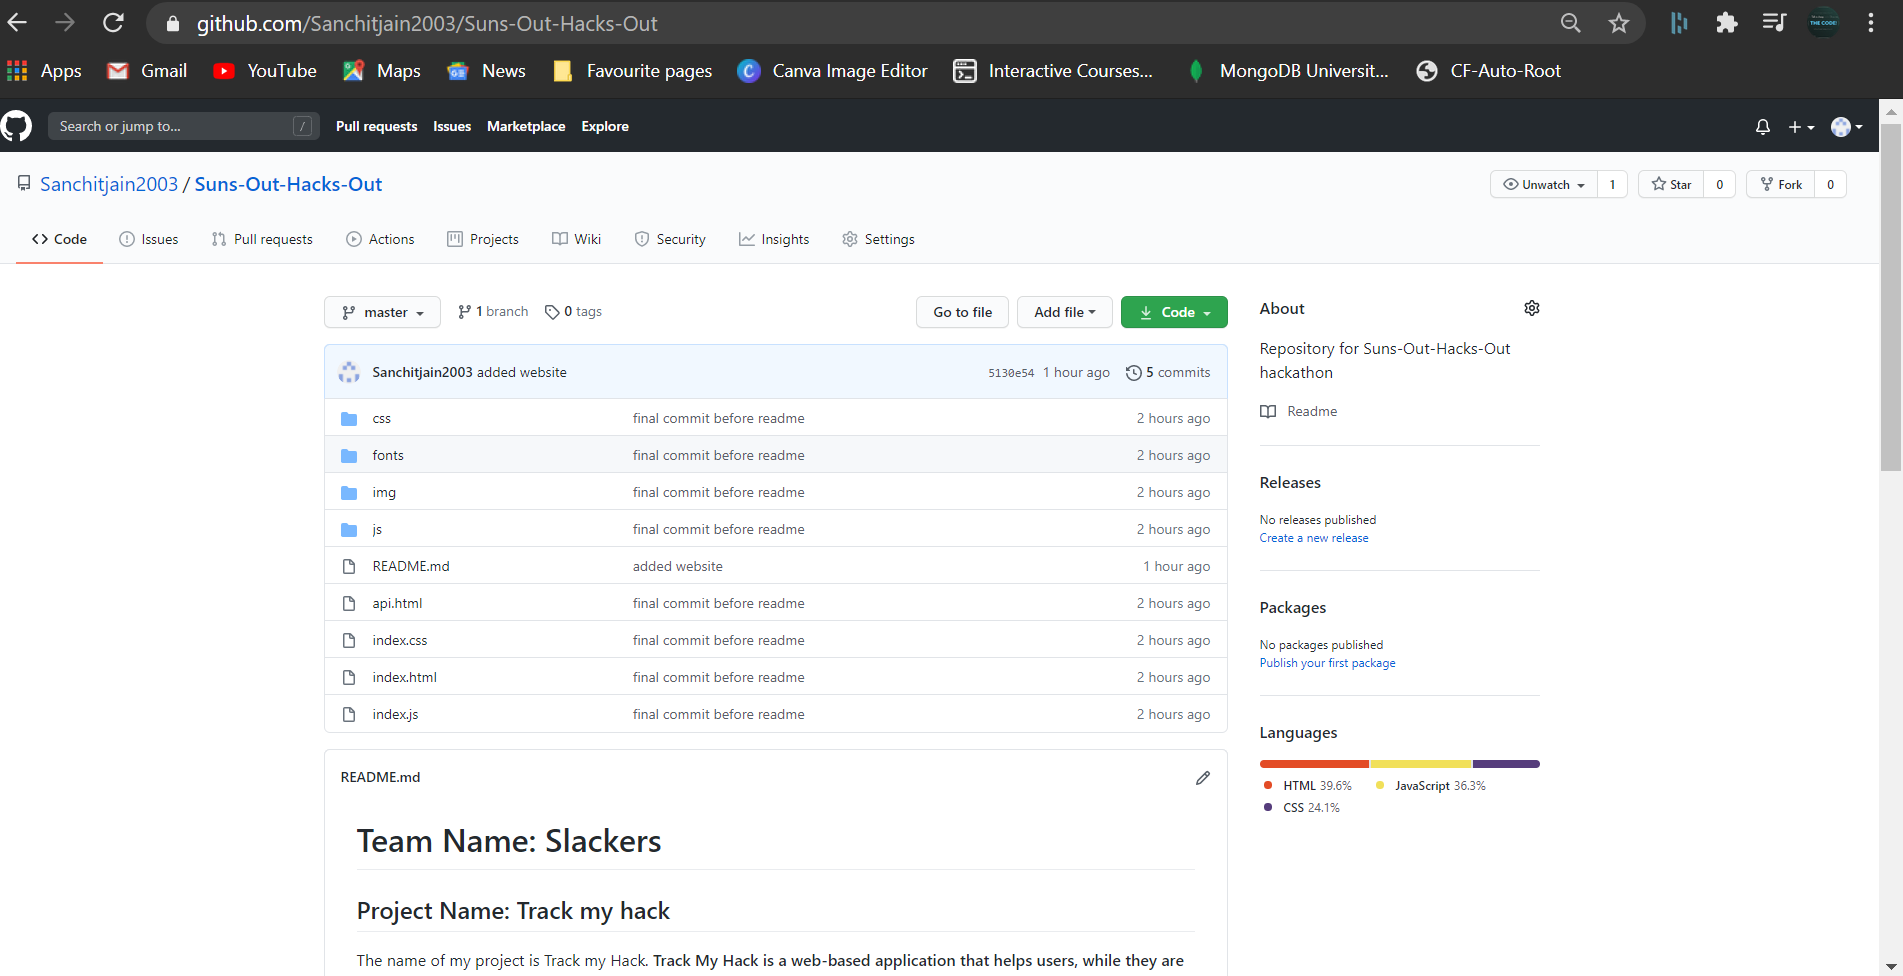 github.com/Sanchitjain2003/Suns-Out-Hacks-Out
Apps Gmail YouTube Maps News Favourite pages Canva Image Editor Interactive Courses... MongoDB Universit... CF-Auto-Root
Search or jump to... / Pull requests Issues Marketplace Explore
Sanchitjain2003 / Suns-Out-Hacks-Out Unwatch 1 Star 0 Fork 0
Code Issues Pull requests Actions Projects Wiki Security Insights Settings
master 1 branch 0 tags Go to file Add file Code
Sanchitjain2003 added website 5130e54 1 hour ago 5 commits
css final commit before readme 2 hours ago
fonts final commit before readme 2 hours ago
img final commit before readme 2 hours ago
js final commit before readme 2 hours ago
README.md added website 1 hour ago
api.html final commit before readme 2 hours ago
index.css final commit before readme 2 hours ago
index.html final commit before readme 2 hours ago
index.js final commit before readme 2 hours ago
README.md
Team Name: Slackers
Project Name: Track my hack
The name of my project is Track my Hack. Track My Hack is a web-based application that helps users, while they are
About
Repository for Suns-Out-Hacks-Out
hackathon
Readme
Releases
No releases published
Create a new release
Packages
No packages published
Publish your first package
Languages
HTML 39.6% JavaScript 36.3%
CSS 24.1%